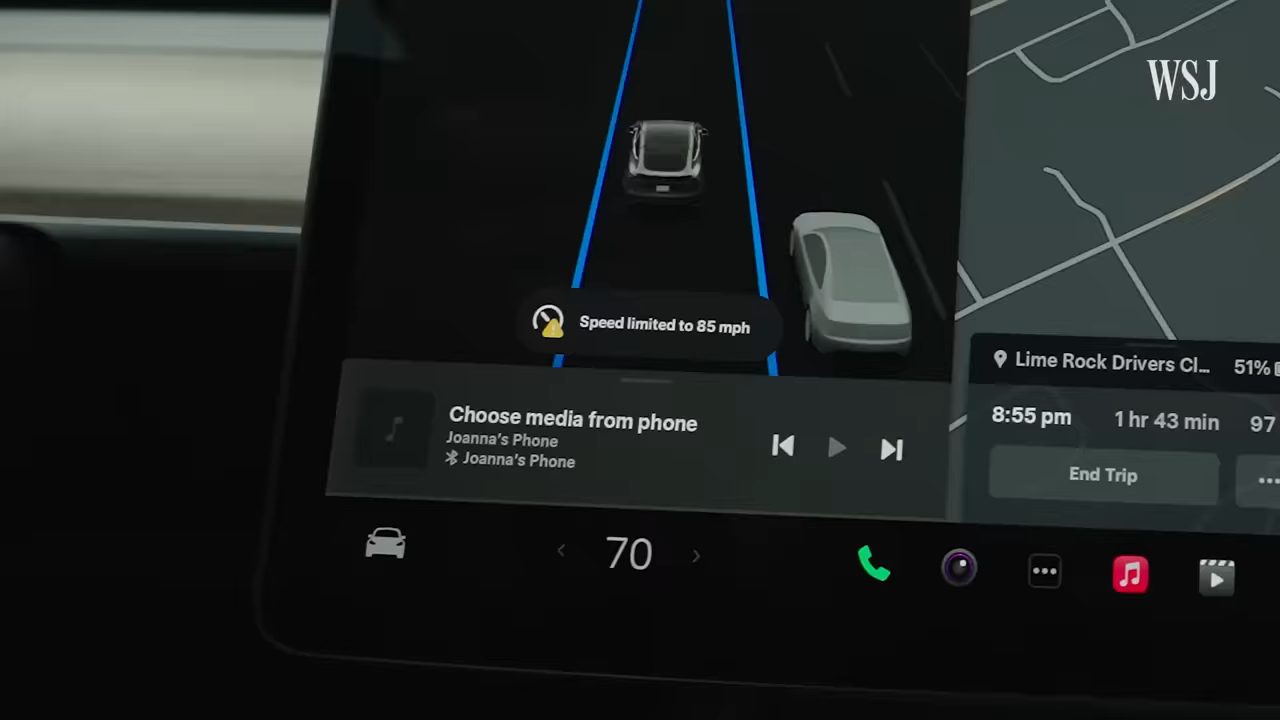 WSJ
Speed limited to 85 mph
Lime Rock Drivers Cl... 51%
8:55 pm 1 hr 43 min 97
End Trip
Choose media from phone
Joanna's Phone
Joanna's Phone
70